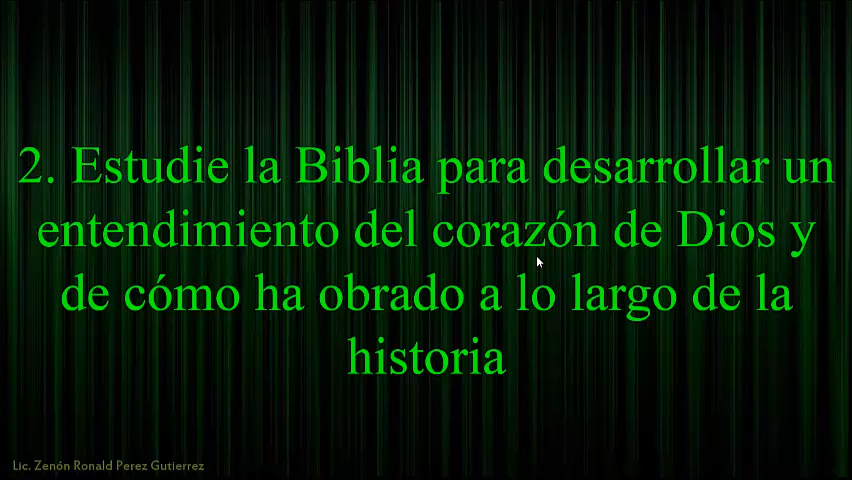 2. Estudie la Biblia para desarrollar un
entendimiento del corazón de Dios y
de cómo ha obrado a lo largo de la
historia
Lic. Zenón Ronald Perez Gutierrez